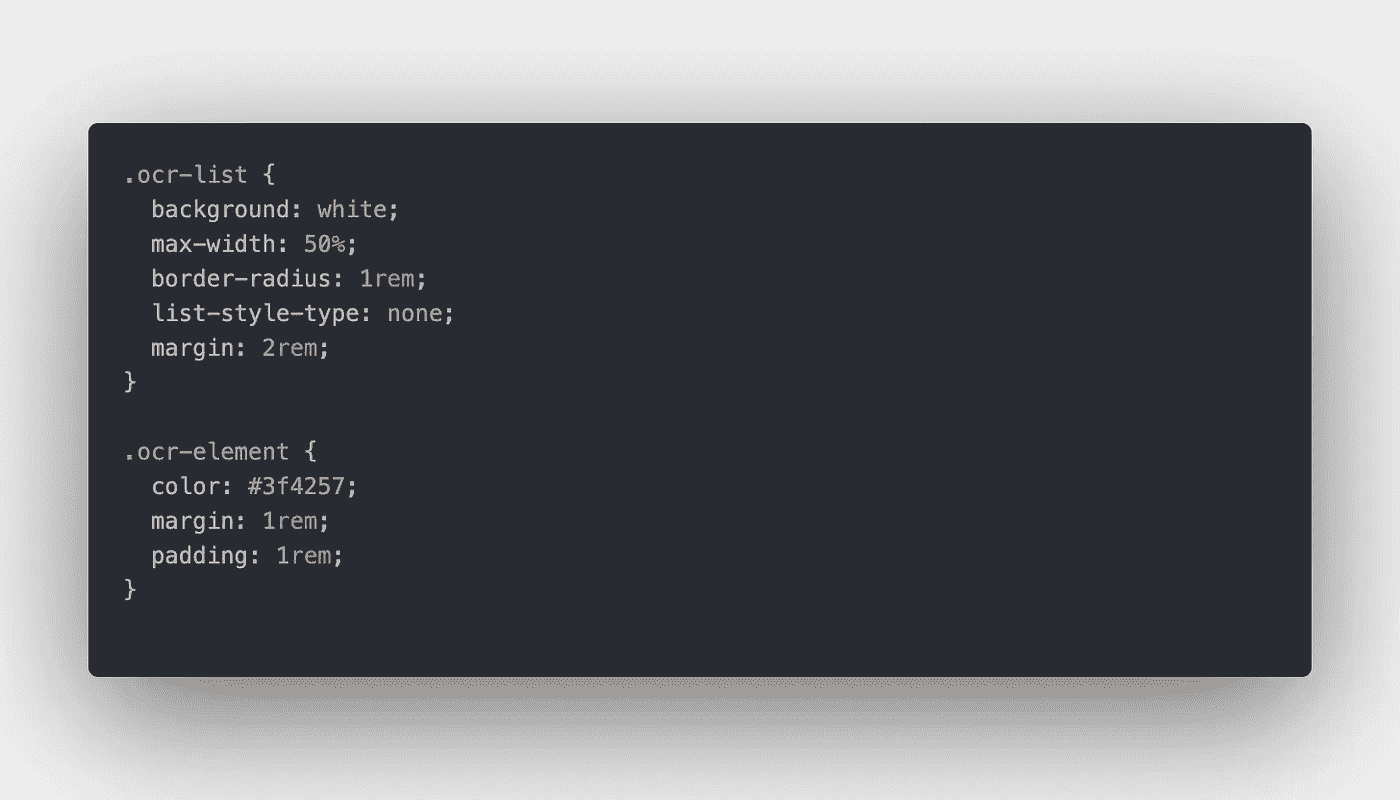 .ocr-list {
  background: white;
  max-width: 50%;
  border-radius: 1rem;
  list-style-type: none;
  margin: 2rem;
}

.ocr-element {
  color: #3f4257;
  margin: 1rem;
  padding: 1rem;
}